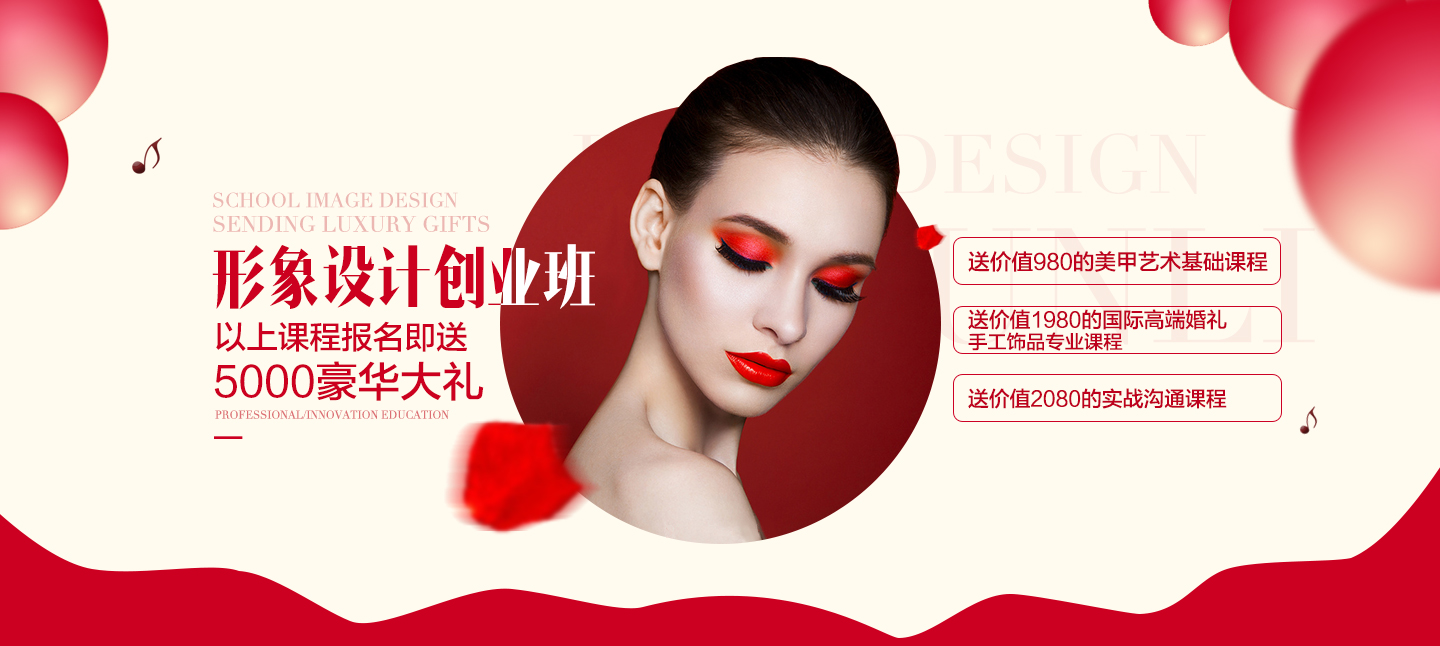 DESIGN
UNLI
SCHOOL IMAGE DESIGN
SENDING LUXURY GIFTS
形象设计创业班
以上课程报名即送
5000豪华大礼
PROFESSIONAL/INNOVATION EDUCATION
送价值980的美甲艺术基础课程
送价值1980的国际高端婚礼
手工饰品专业课程
送价值2080的实战沟通课程